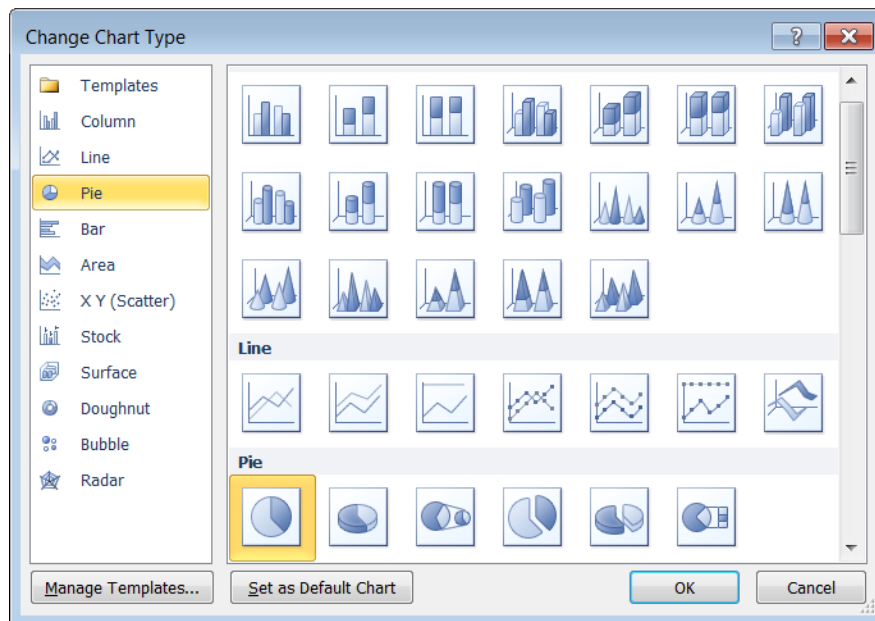 Change Chart Type
Templates
Column
Line
Pie
Bar
Area
X Y (Scatter)
Stock
Surface
Doughnut
Bubble
Radar
Line
Pie
Manage Templates...
Set as Default Chart
OK
Cancel